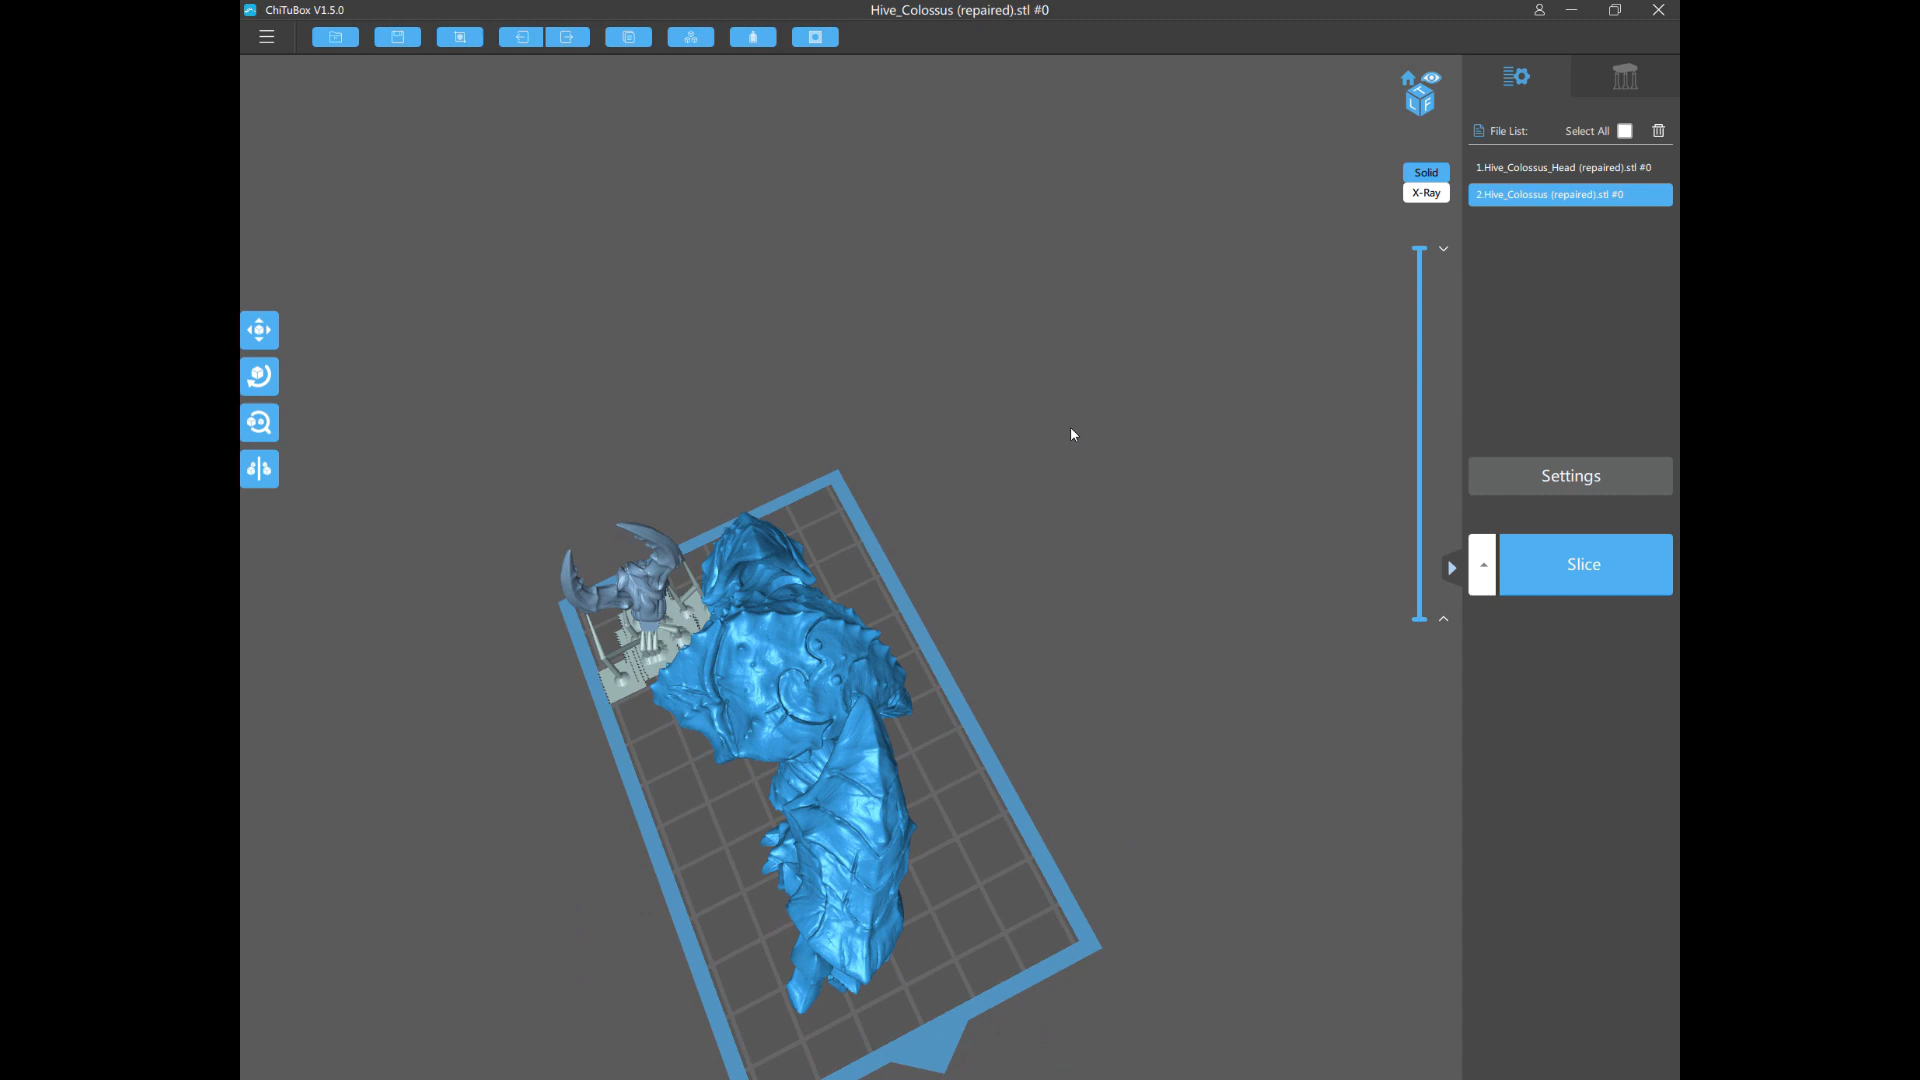 ChiTuBox V1.5.0
Hive_Colossus (repaired).stl #0
File List:
Select All
1.Hive_Colossus_Head (repaired).stl #0
2.Hive_Colossus (repaired).stl #0
T
L F
Solid
X-Ray
Settings
Slice